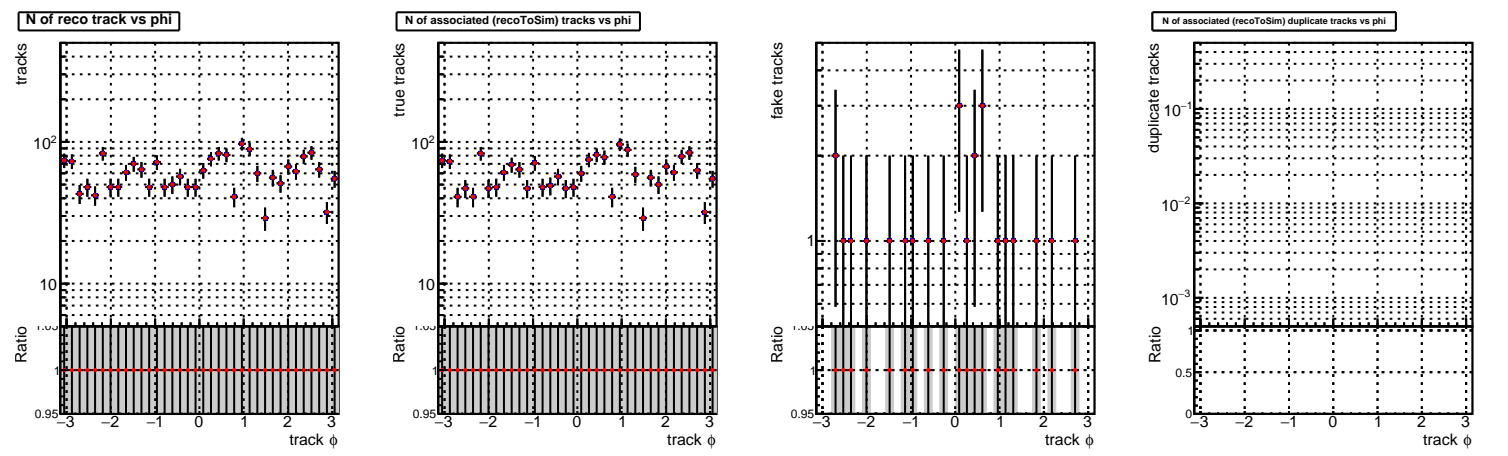 N of reco track vs phi
tracks
10²
10
Ratio
1.05
1
0.95
−3 −2 −1 0 1 2 3
track ϕ
N of associated (recoToSim) tracks vs phi
true tracks
10²
10
Ratio
1.05
1
0.95
−3 −2 −1 0 1 2 3
track ϕ
fake tracks
1
Ratio
1.05
1
0.95
−3 −2 −1 0 1 2 3
track ϕ
N of associated (recoToSim) duplicate tracks vs phi
duplicate tracks
10⁻¹
10⁻²
10⁻³
Ratio
1
0.5
0
−3 −2 −1 0 1 2 3
track ϕ